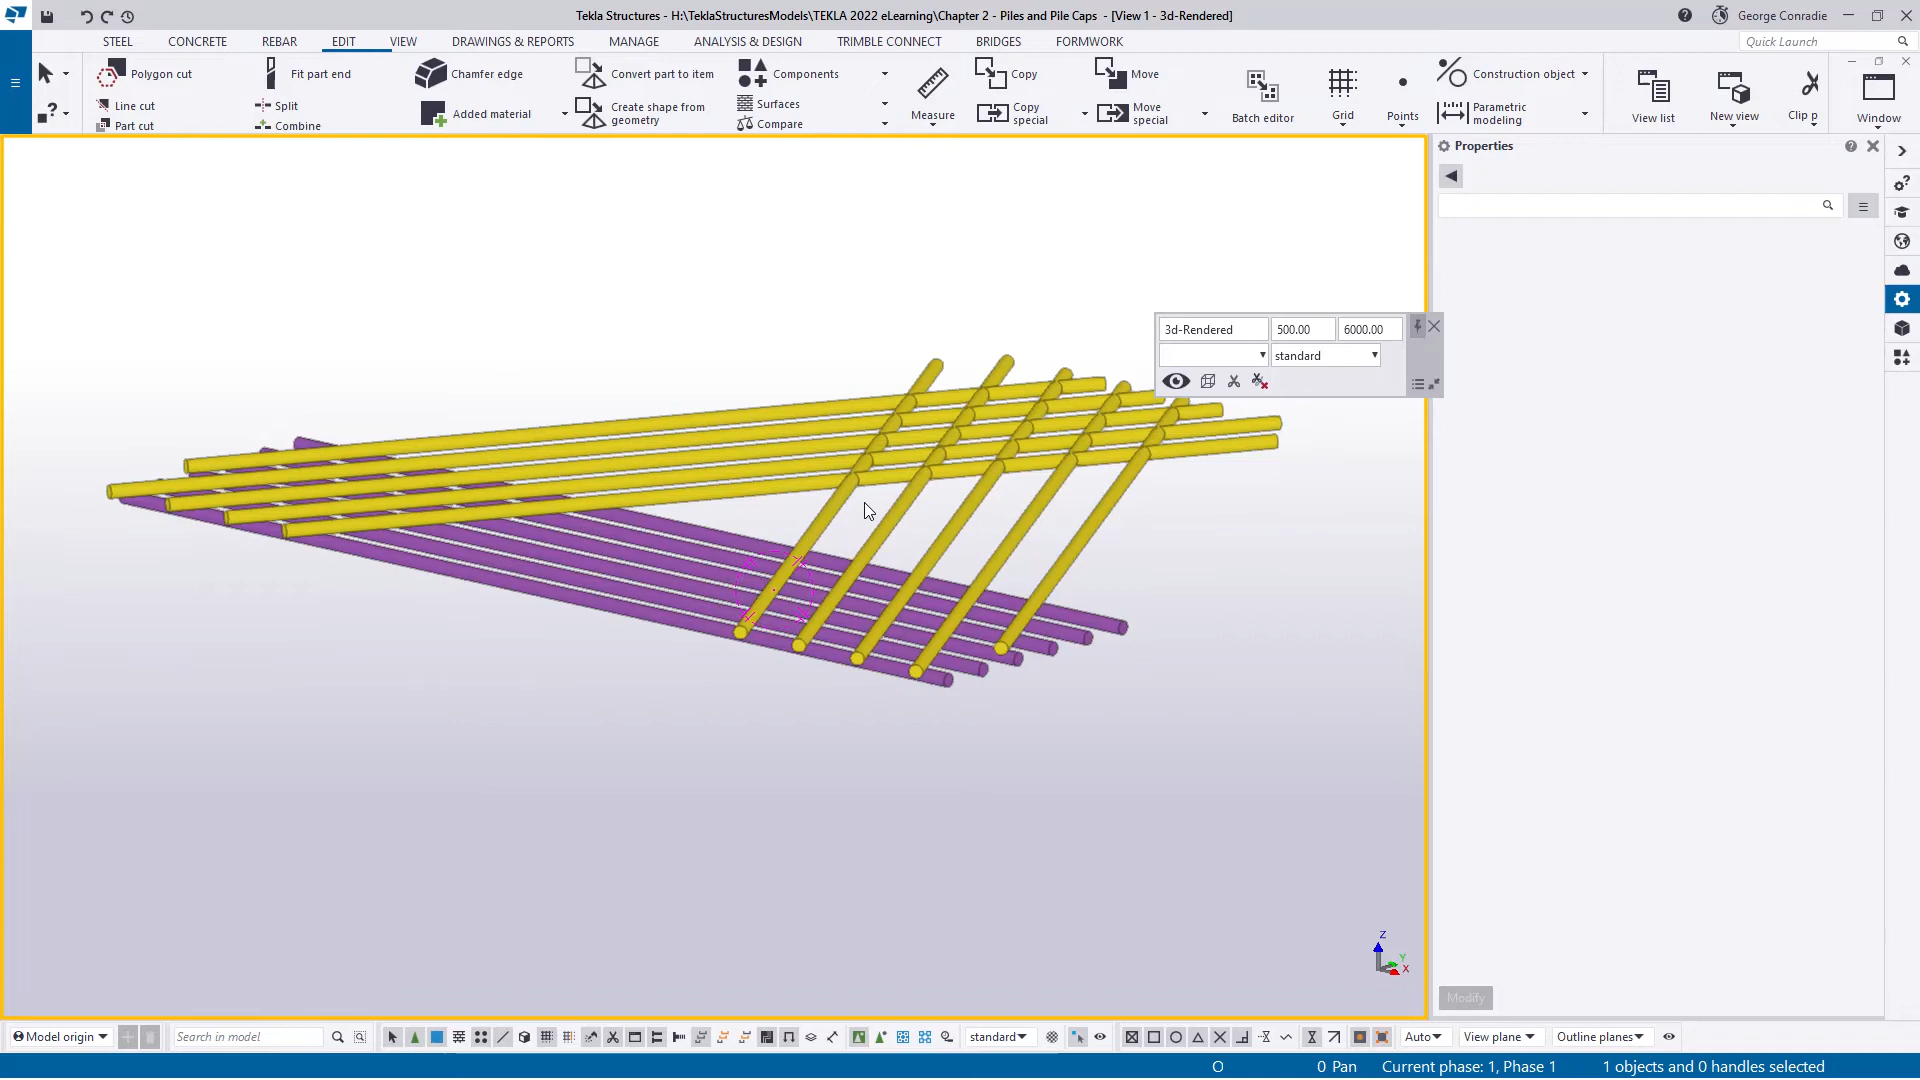 Tekla Structures - H:\TeklaStructuresModels\TEKLA 2022 eLearning\Chapter 2 - Piles and Pile Caps - [View 1 - 3d-Rendered]
George Conradie
STEEL CONCRETE REBAR EDIT VIEW DRAWINGS & REPORTS MANAGE ANALYSIS & DESIGN TRIMBLE CONNECT BRIDGES FORMWORK
Quick Launch
Polygon cut
Line cut
Part cut
Fit part end
Split
Combine
Chamfer edge
Added material
Convert part to item
Create shape from
geometry
Components
Surfaces
Compare
Measure
Copy
Copy
special
Move
Move
special
Batch editor
Grid
Points
Construction object
Parametric
modeling
View list
New view
Clip p
Window
Properties
3d-Rendered 500.00 6000.00
standard
Z
Y
X
Modify
Model origin
Search in model
standard
Auto
View plane
Outline planes
O 0 Pan Current phase: 1, Phase 1 1 objects and 0 handles selected